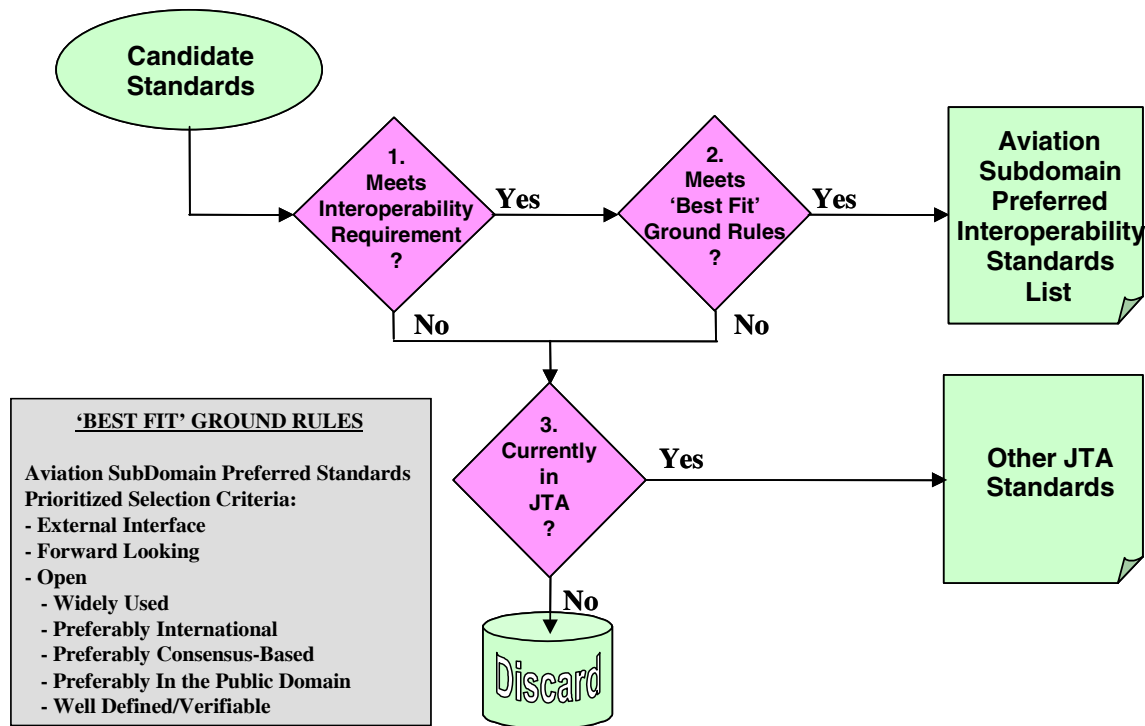 Candidate
Standards
1.
Meets
Interoperability
Requirement
?
Yes
2.
Meets
‘Best Fit’
Ground Rules
?
Yes
Aviation
Subdomain
Preferred
Interoperability
Standards
List
No
No
3.
Currently
in
JTA
?
Yes
Other JTA
Standards
No
Discard
‘BEST FIT’ GROUND RULES
Aviation SubDomain Preferred Standards
Prioritized Selection Criteria:
- External Interface
- Forward Looking
- Open
- Widely Used
- Preferably International
- Preferably Consensus-Based
- Preferably In the Public Domain
- Well Defined/Verifiable